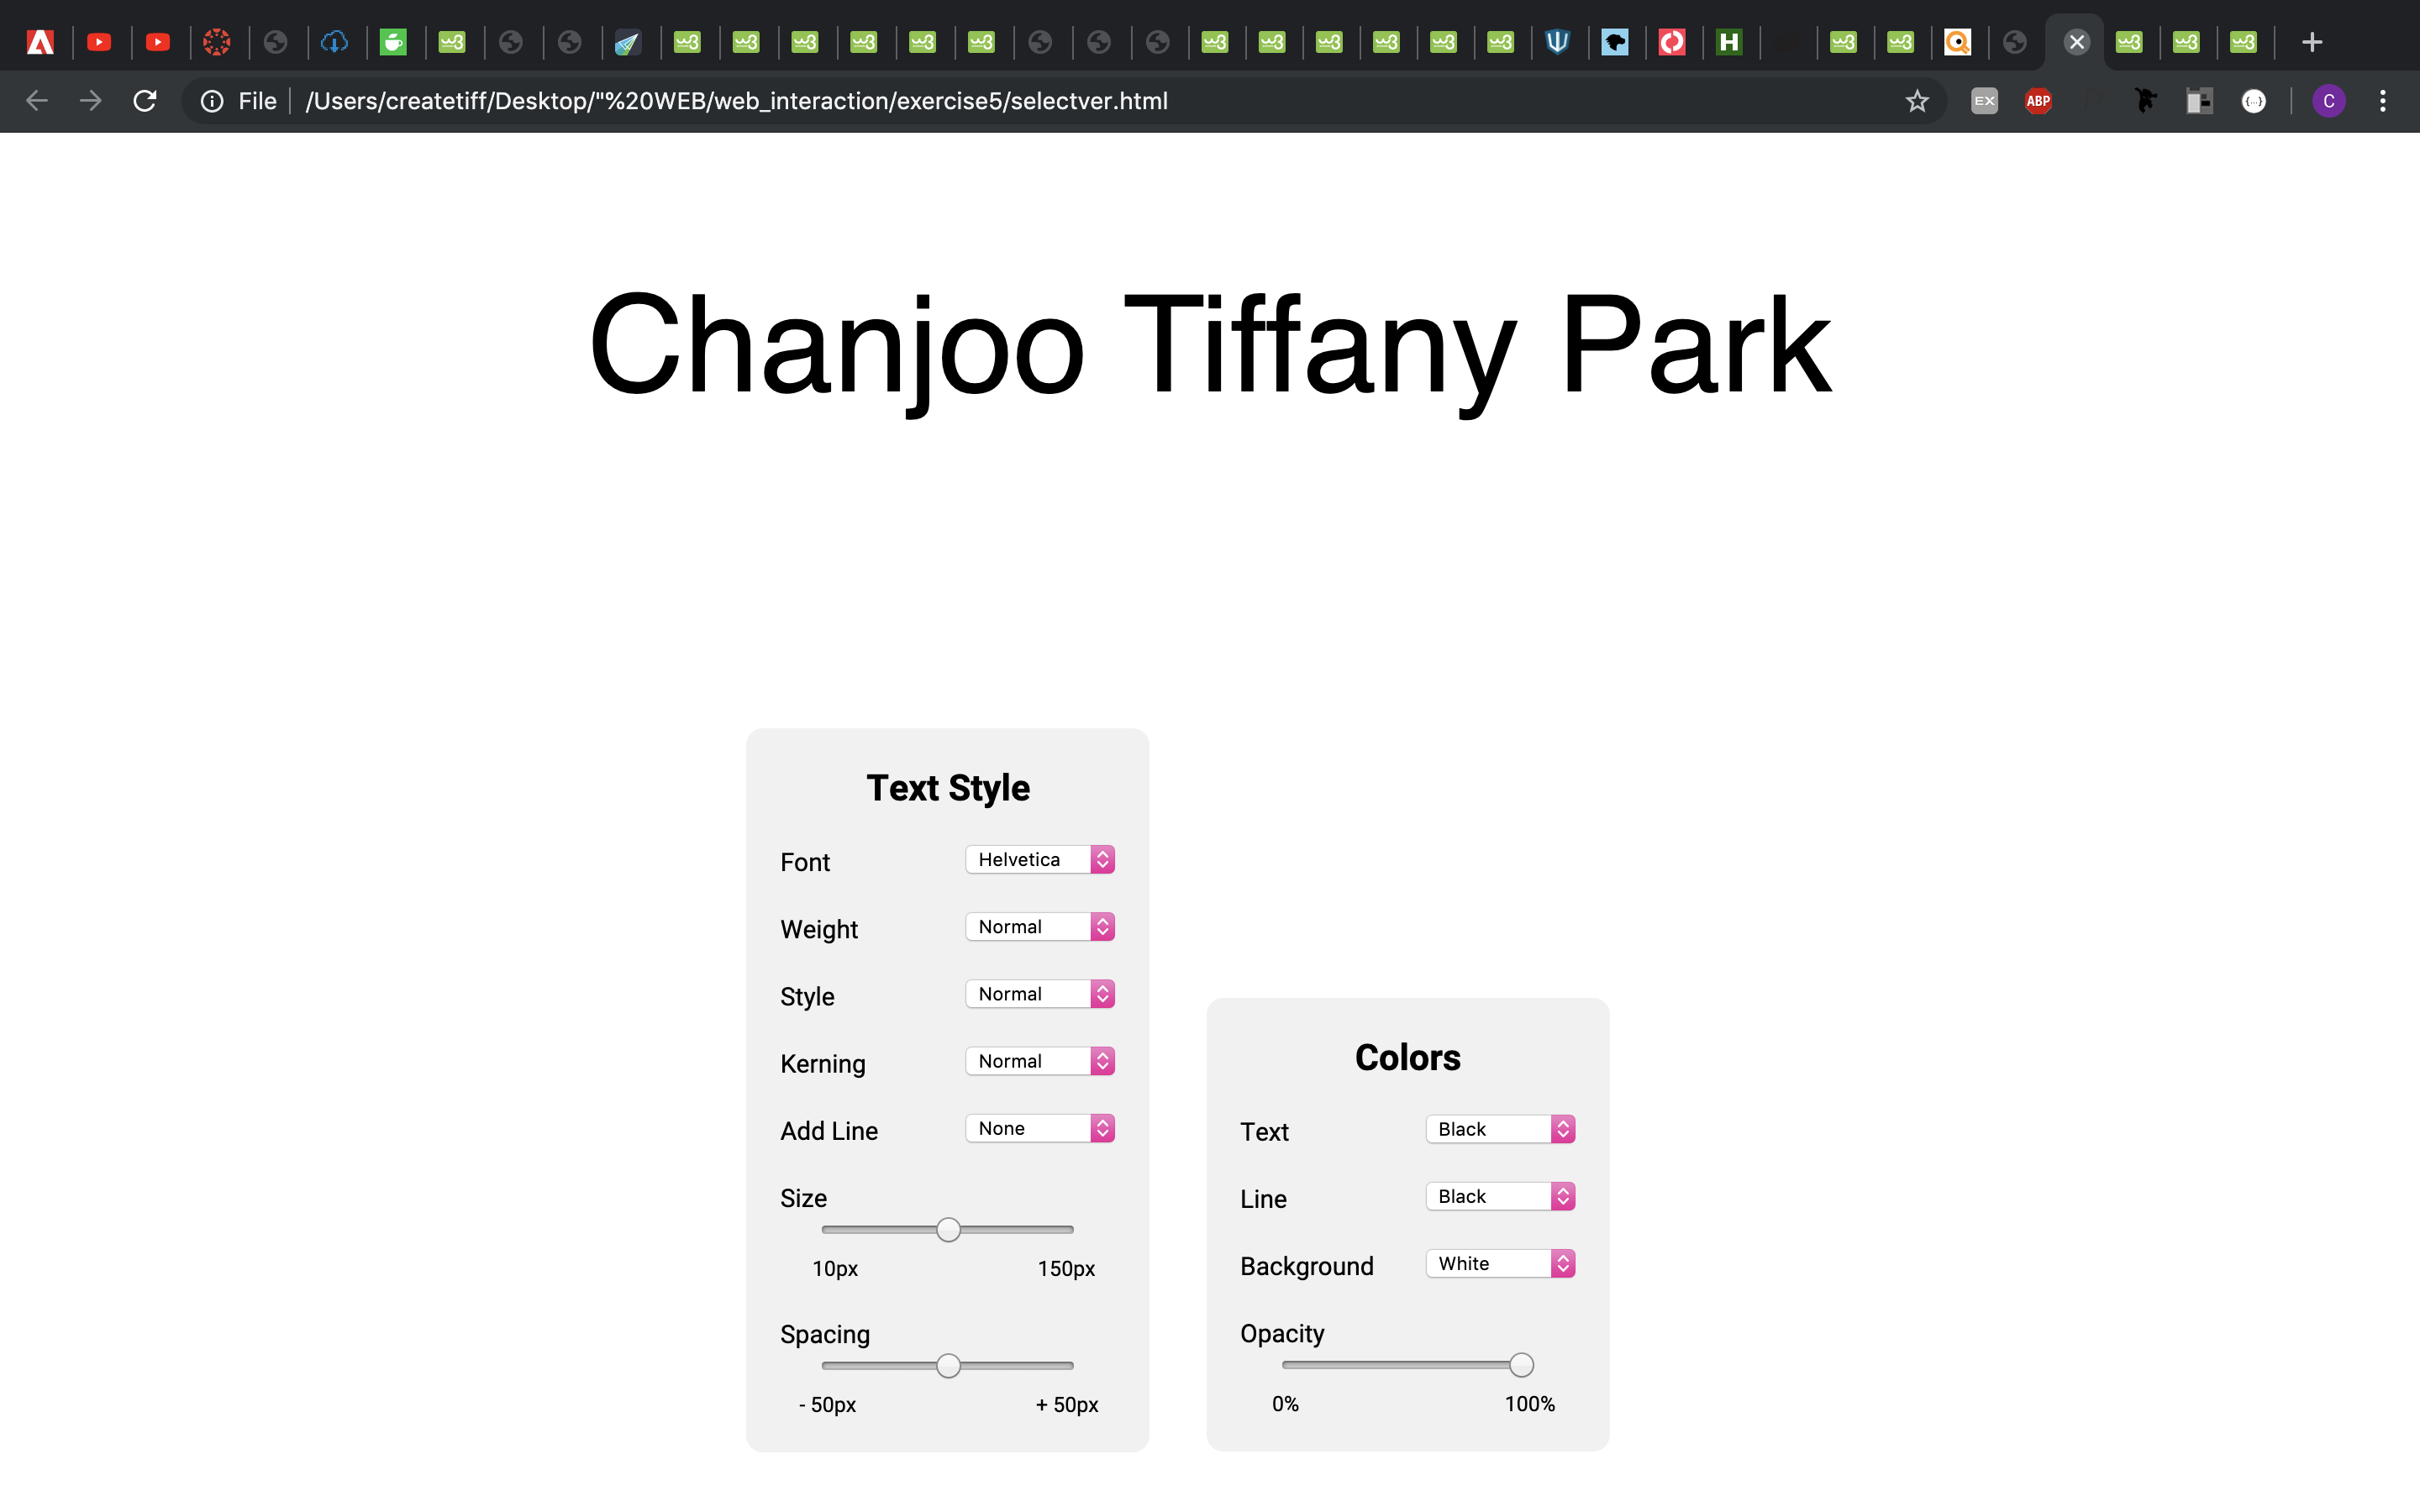 File /Users/createtiff/Desktop/"%20WEB/web_interaction/exercise5/selectver.html
EX
ABP
C
Chanjoo Tiffany Park
Text Style
Font Helvetica
Weight Normal
Style Normal
Kerning Normal
Add Line None
Size
10px 150px
Spacing
- 50px + 50px
Colors
Text Black
Line Black
Background White
Opacity
0% 100%